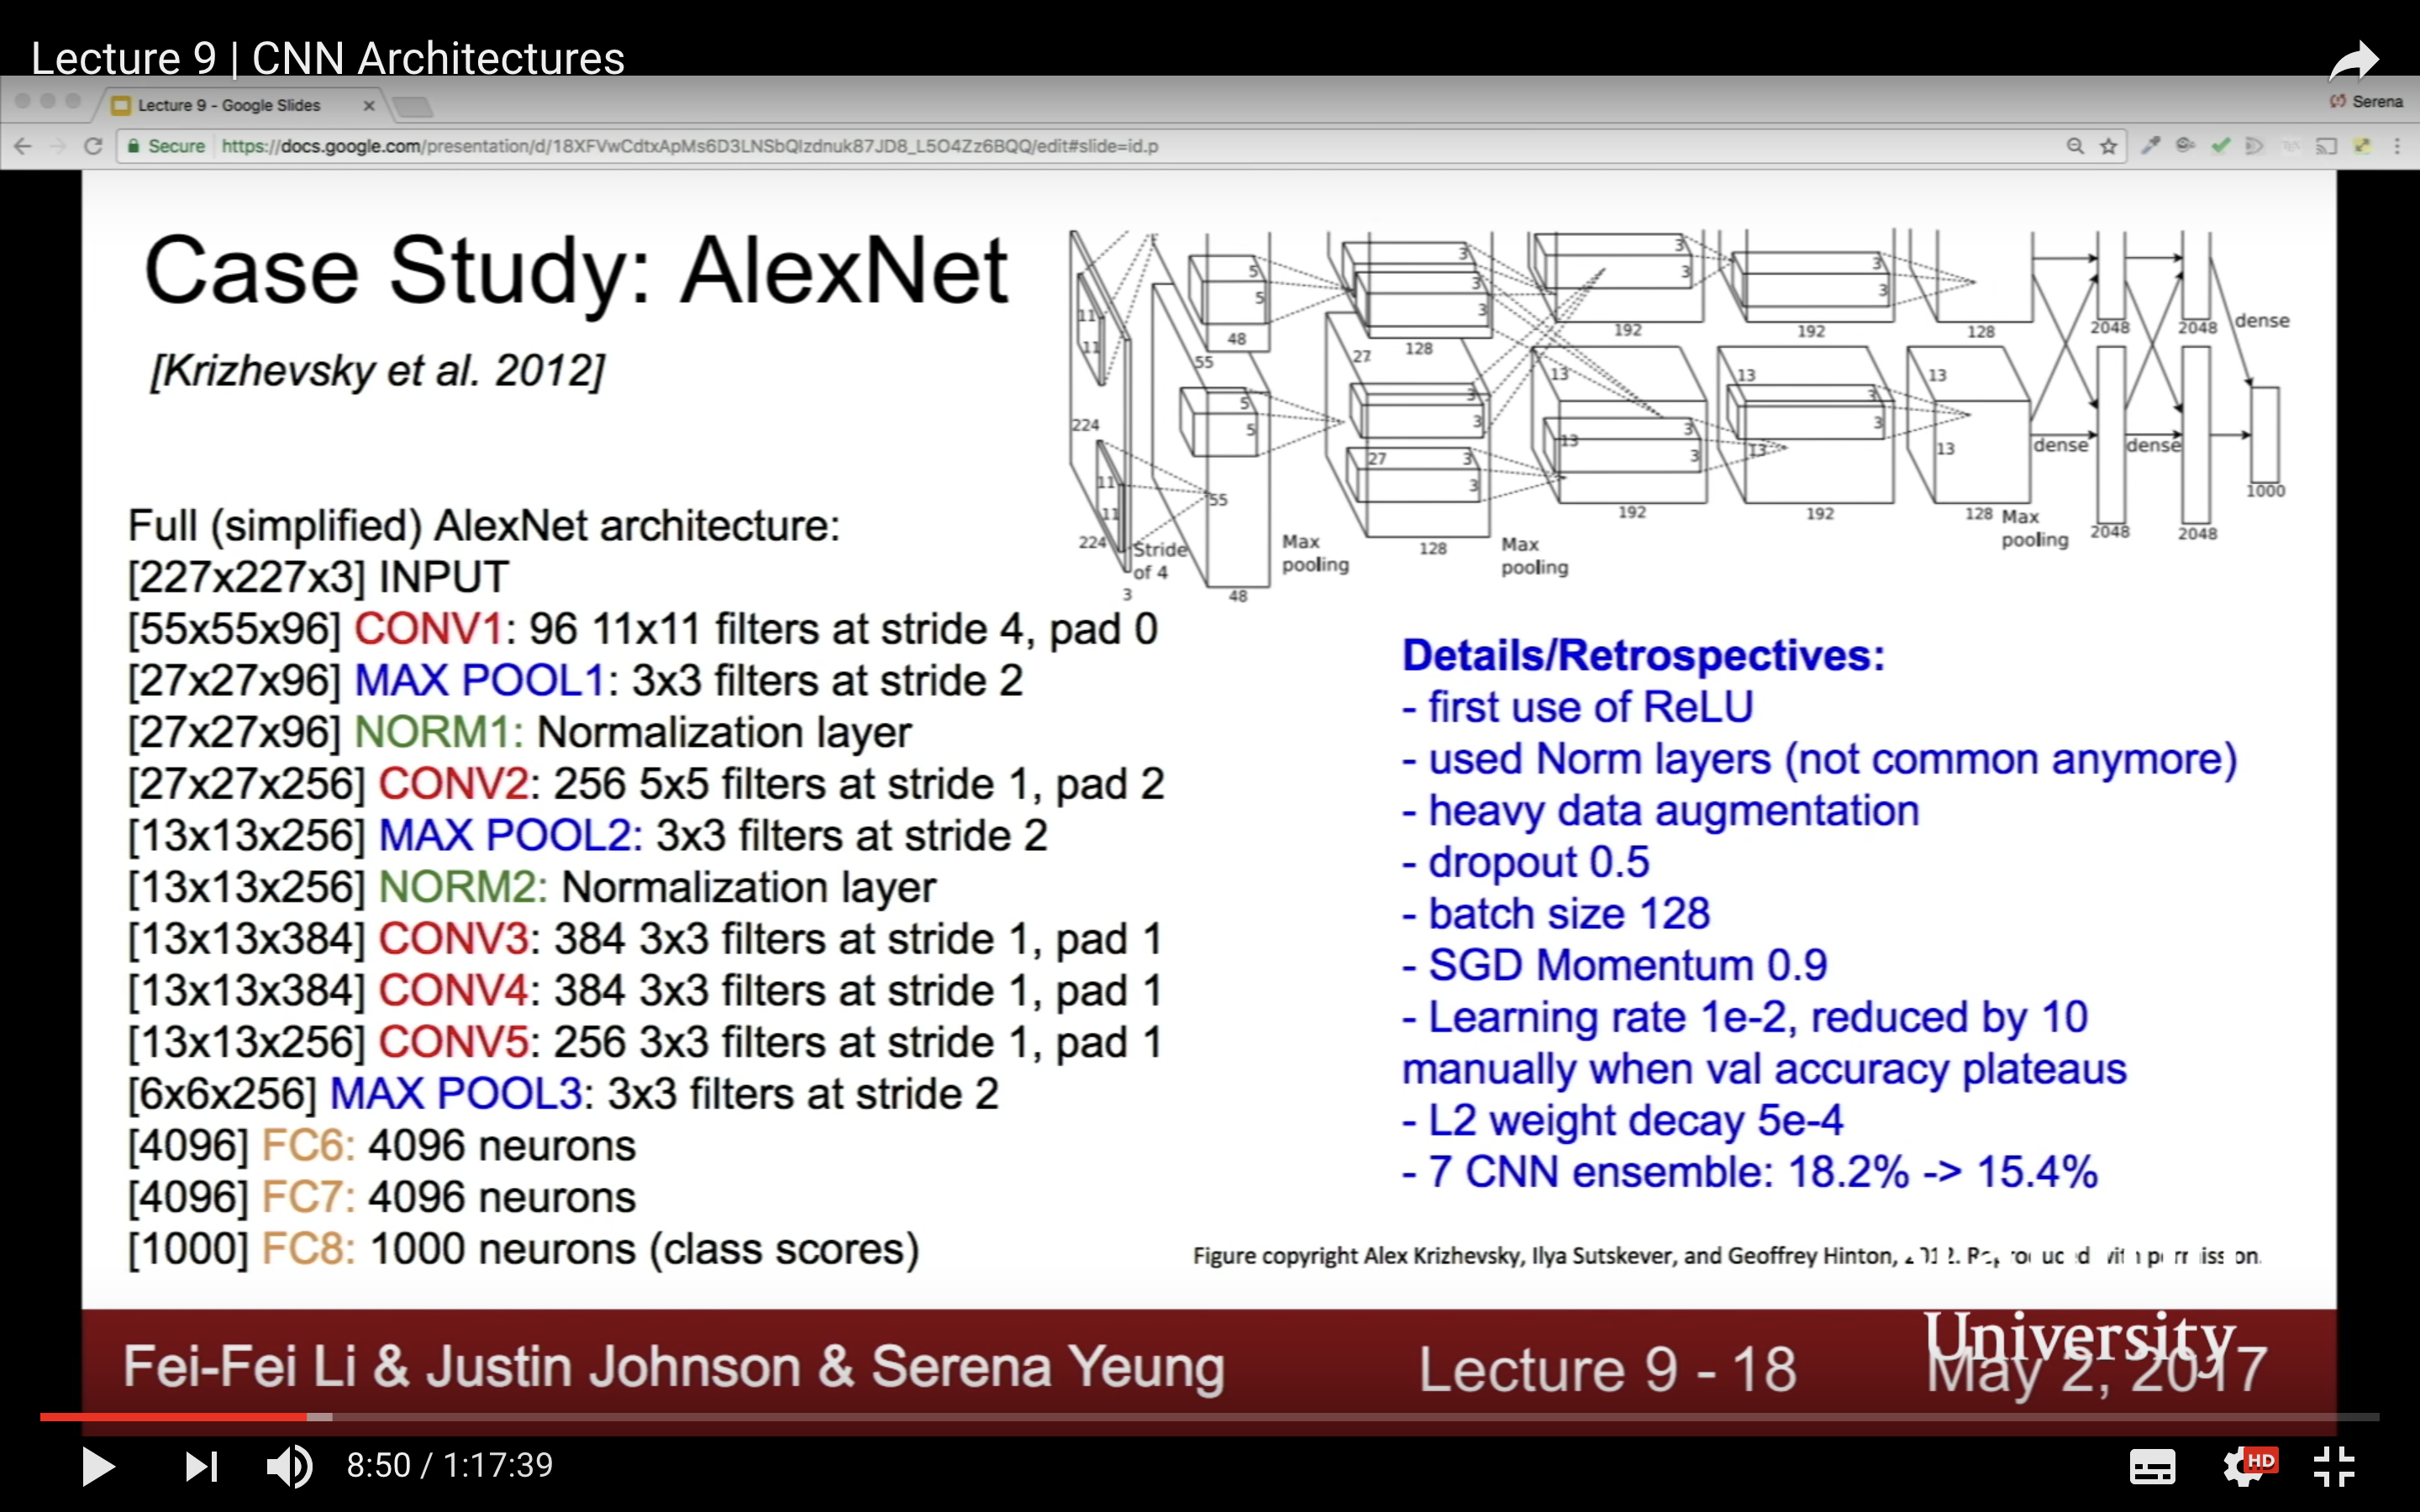 Lecture 9 | CNN Architectures
Lecture 9 - Google Slides
Serena
Secure https://docs.google.com/presentation/d/18XFVwCdtxApMs6D3LNSbQIzdnuk87JD8_L5O4Zz6BQQ/edit#slide=id.p
Case Study: AlexNet
[Krizhevsky et al. 2012]
11
11
5
5
48
55
3
3
3
27
128
3
3
192
3
3
192
128
2048
2048
dense
224
11
11
224
3
Stride
of 4
5
5
55
48
Max
pooling
3
3
27
3
3
128
Max
pooling
13
13
3
3
192
13
3
3
13
192
13
13
128
Max
pooling
dense
2048
dense
2048
1000
Full (simplified) AlexNet architecture:
[227x227x3] INPUT
[55x55x96] CONV1: 96 11x11 filters at stride 4, pad 0
[27x27x96] MAX POOL1: 3x3 filters at stride 2
[27x27x96] NORM1: Normalization layer
[27x27x256] CONV2: 256 5x5 filters at stride 1, pad 2
[13x13x256] MAX POOL2: 3x3 filters at stride 2
[13x13x256] NORM2: Normalization layer
[13x13x384] CONV3: 384 3x3 filters at stride 1, pad 1
[13x13x384] CONV4: 384 3x3 filters at stride 1, pad 1
[13x13x256] CONV5: 256 3x3 filters at stride 1, pad 1
[6x6x256] MAX POOL3: 3x3 filters at stride 2
[4096] FC6: 4096 neurons
[4096] FC7: 4096 neurons
[1000] FC8: 1000 neurons (class scores)
Details/Retrospectives:
- first use of ReLU
- used Norm layers (not common anymore)
- heavy data augmentation
- dropout 0.5
- batch size 128
- SGD Momentum 0.9
- Learning rate 1e-2, reduced by 10
manually when val accuracy plateaus
- L2 weight decay 5e-4
- 7 CNN ensemble: 18.2% -> 15.4%
Figure copyright Alex Krizhevsky, Ilya Sutskever, and Geoffrey Hinton,
University
Fei-Fei Li & Justin Johnson & Serena Yeung
Lecture 9 - 18
May 2, 2017
8:50 / 1:17:39
HD